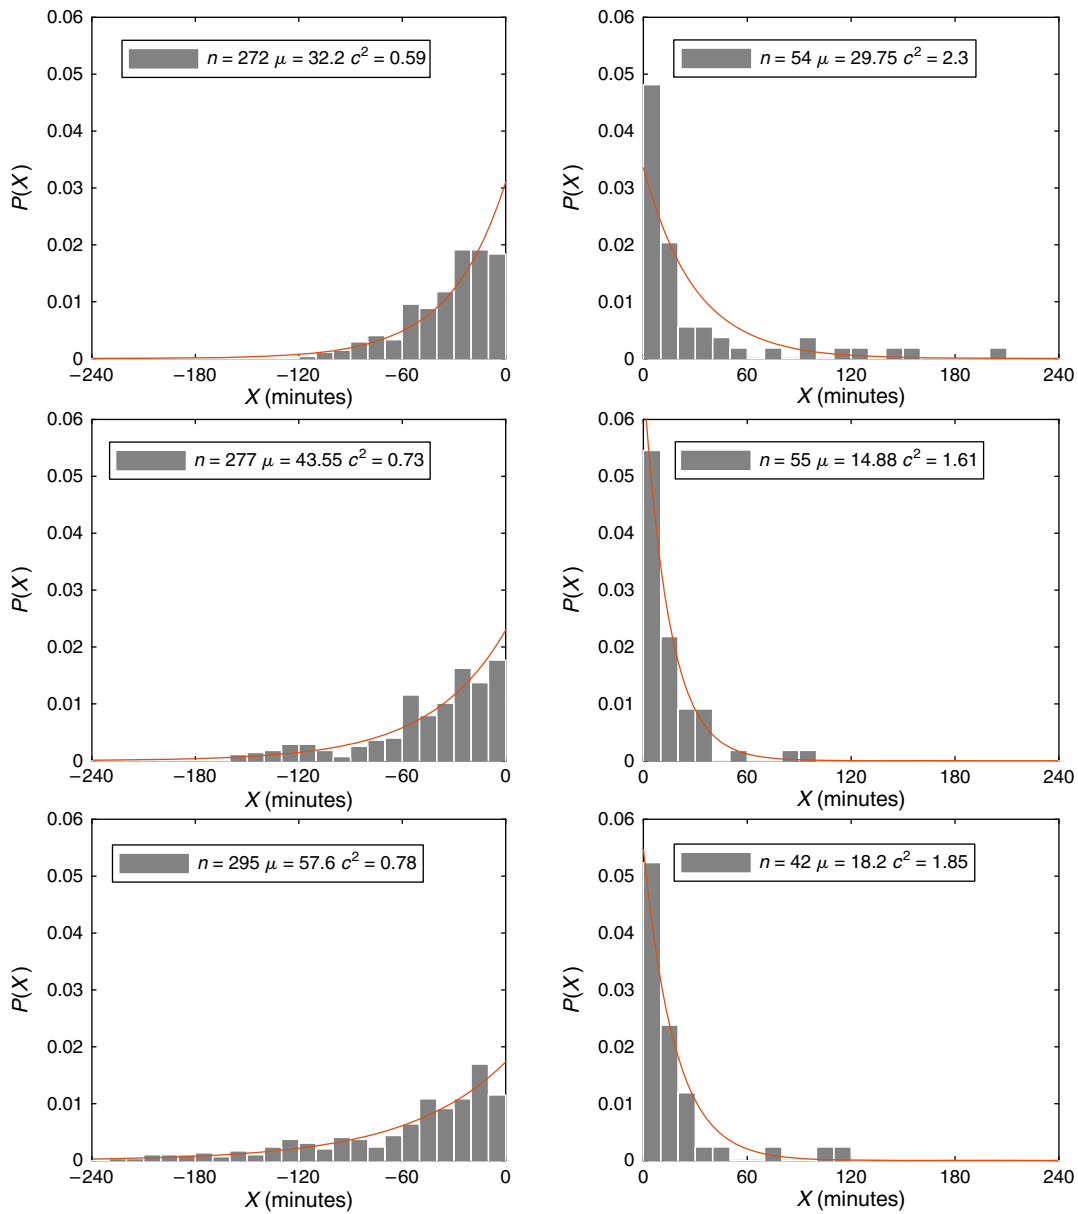 0.06
0.05
0.04
0.03
0.02
0.01
0
P(X)
n = 272 μ = 32.2 c² = 0.59
−240 −180 −120 −60 0
X (minutes)
0.06
0.05
0.04
0.03
0.02
0.01
0
P(X)
n = 54 μ = 29.75 c² = 2.3
0 60 120 180 240
X (minutes)
0.06
0.05
0.04
0.03
0.02
0.01
0
P(X)
n = 277 μ = 43.55 c² = 0.73
−240 −180 −120 −60 0
X (minutes)
0.06
0.05
0.04
0.03
0.02
0.01
0
P(X)
n = 55 μ = 14.88 c² = 1.61
0 60 120 180 240
X (minutes)
0.06
0.05
0.04
0.03
0.02
0.01
0
P(X)
n = 295 μ = 57.6 c² = 0.78
−240 −180 −120 −60 0
X (minutes)
0.06
0.05
0.04
0.03
0.02
0.01
0
P(X)
n = 42 μ = 18.2 c² = 1.85
0 60 120 180 240
X (minutes)